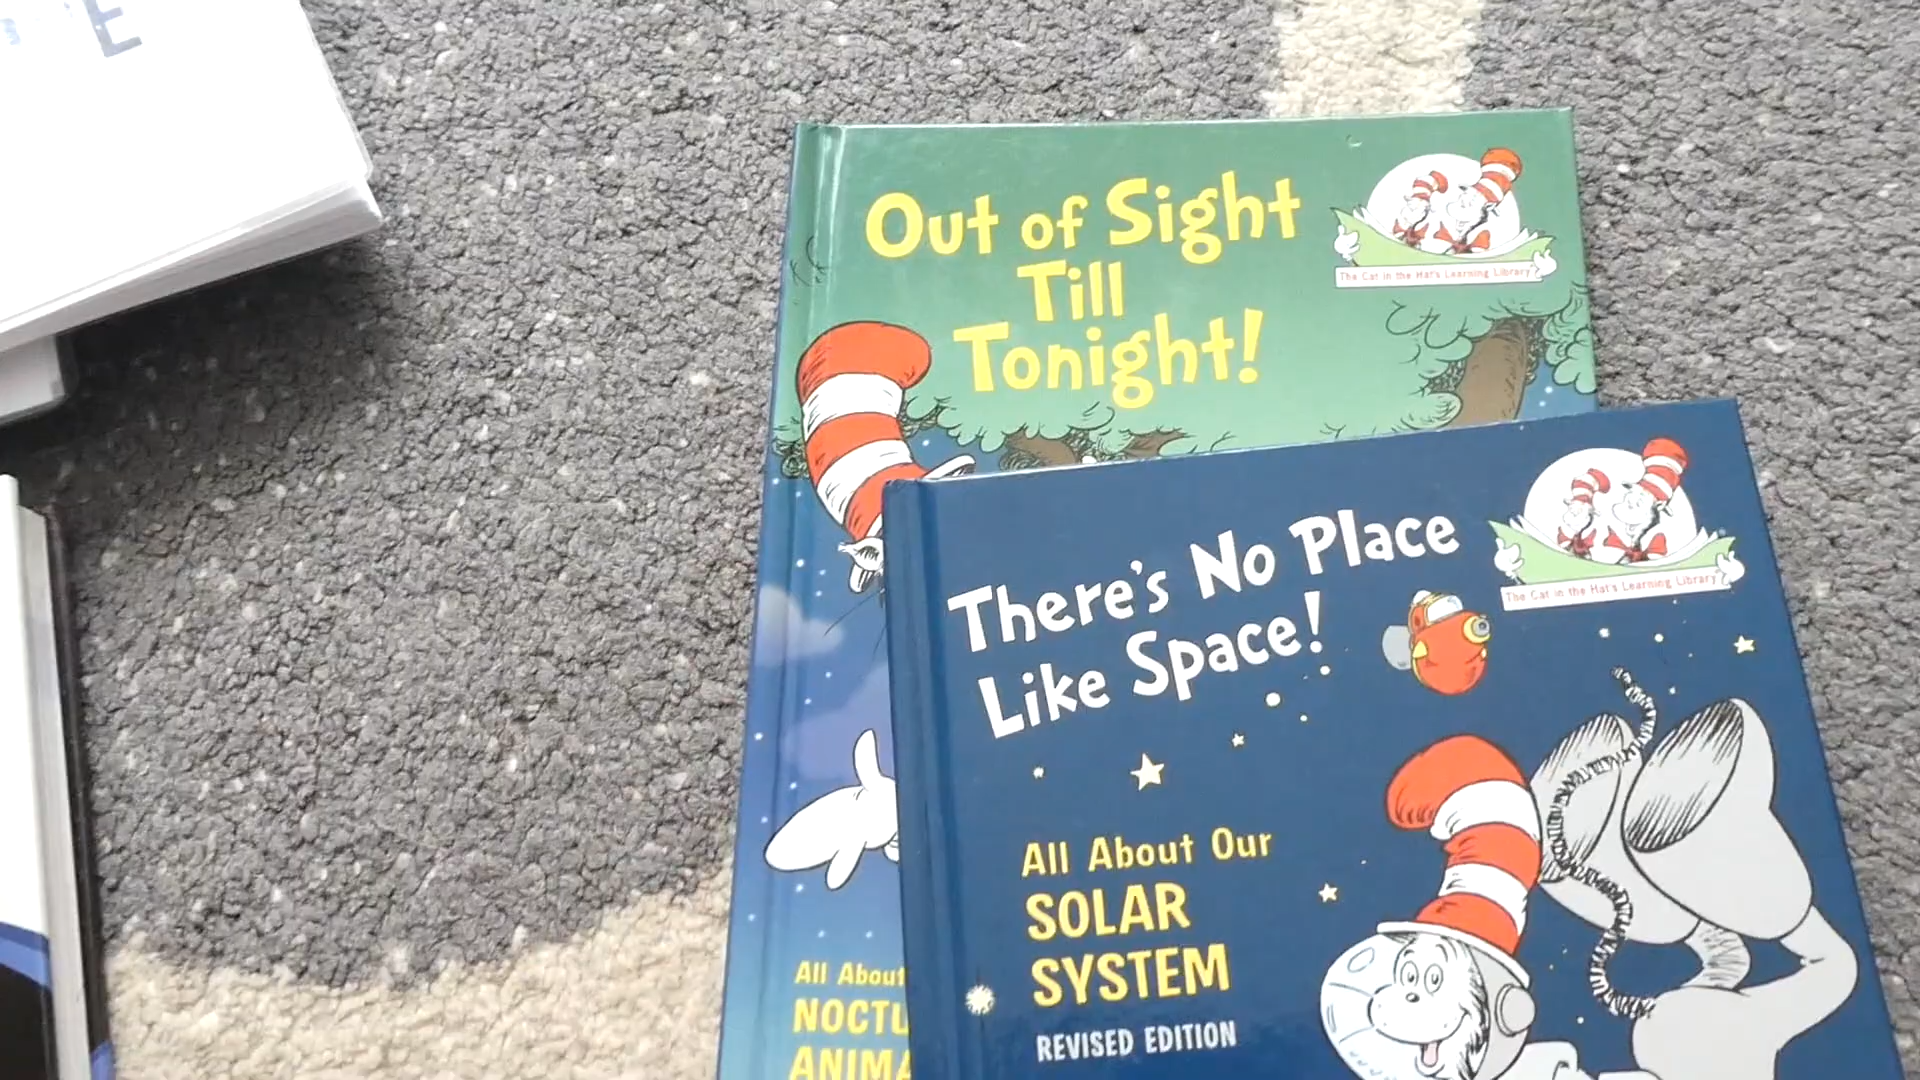 E
Out of Sight
Till
Tonight!
The Cat in the Hat's Learning Library
There's No Place
Like Space!
The Cat in the Hat's Learning Library
All About Our
SOLAR
SYSTEM
REVISED EDITION
All About
NOCTU
ANIMA